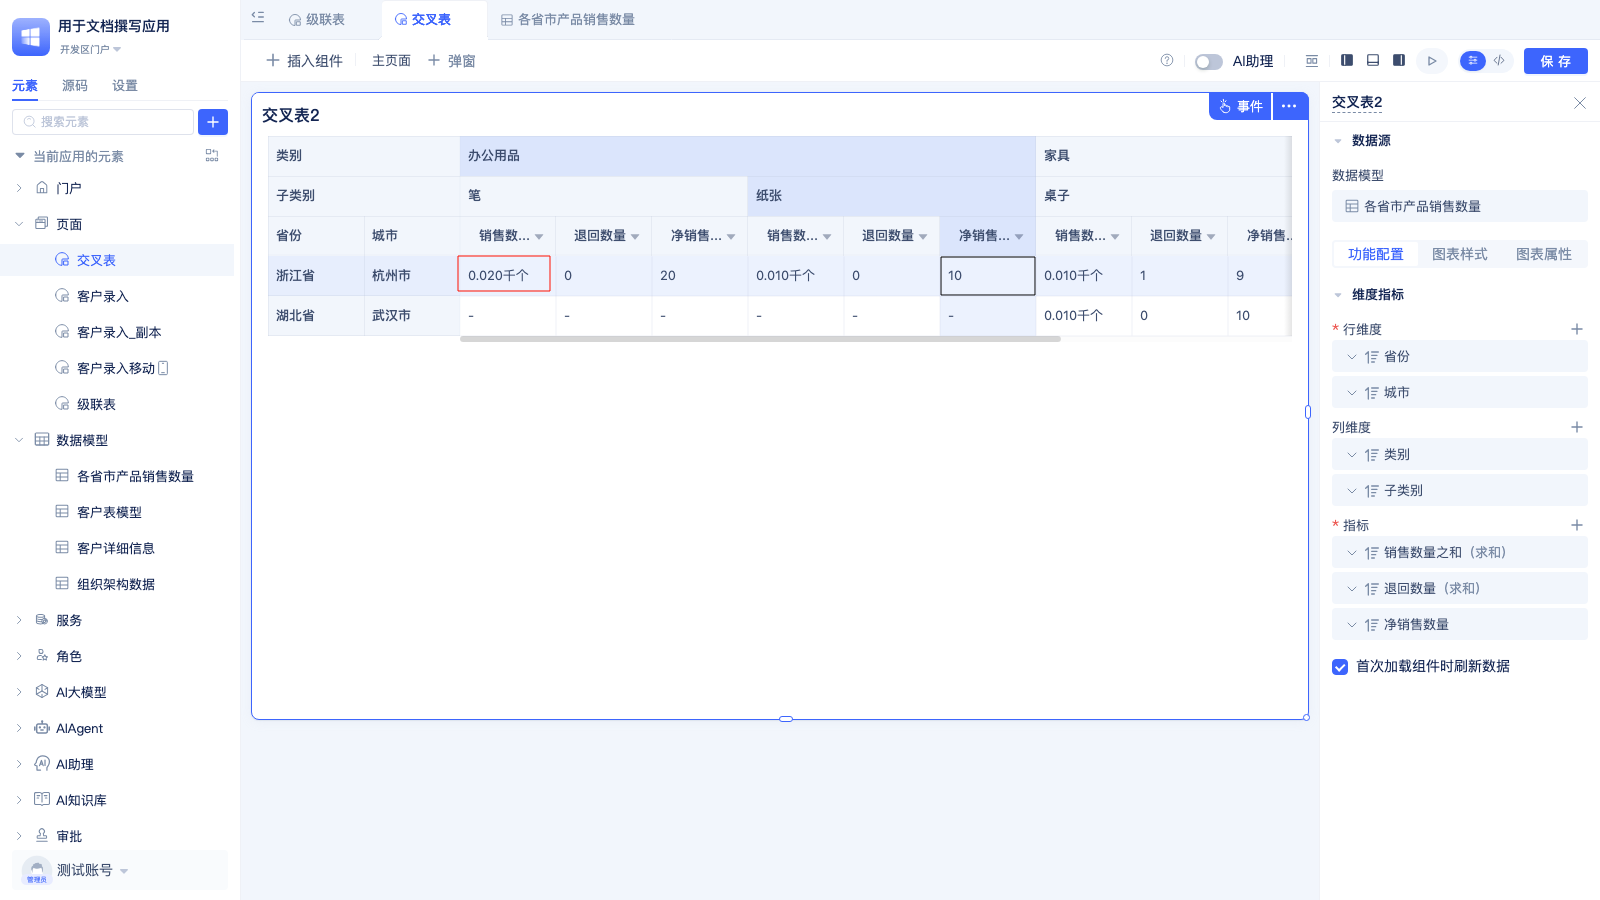 用于文档撰写应用
开发区门户
元素 源码 设置
搜索元素
当前应用的元素
门户
页面
交叉表
客户录入
客户录入_副本
客户录入移动
级联表
数据模型
各省市产品销售数量
客户表模型
客户详细信息
组织架构数据
服务
角色
AI大模型
AIAgent
AI助理
AI知识库
审批
测试账号
管理员
级联表 交叉表 各省市产品销售数量
插入组件 主页面 弹窗 AI助理 保 存
交叉表2 事件
类别 办公用品 家具
子类别 笔 纸张 桌子
省份 城市 销售数... 退回数量 净销售... 销售数... 退回数量 净销售... 销售数... 退回数量 净销售..
浙江省 杭州市 0.020千个 0 20 0.010千个 0 10 0.010千个 1 9
湖北省 武汉市 - - - - - - 0.010千个 0 10
交叉表2
数据源
数据模型
各省市产品销售数量
功能配置 图表样式 图表属性
维度指标
* 行维度
省份
城市
列维度
类别
子类别
* 指标
销售数量之和（求和）
退回数量（求和）
净销售数量
首次加载组件时刷新数据